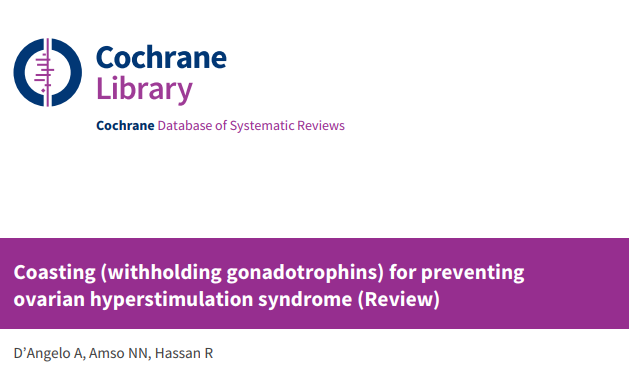 Cochrane
Library
Cochrane Database of Systematic Reviews
Coasting (withholding gonadotrophins) for preventing
ovarian hyperstimulation syndrome (Review)
D’Angelo A, Amso NN, Hassan R